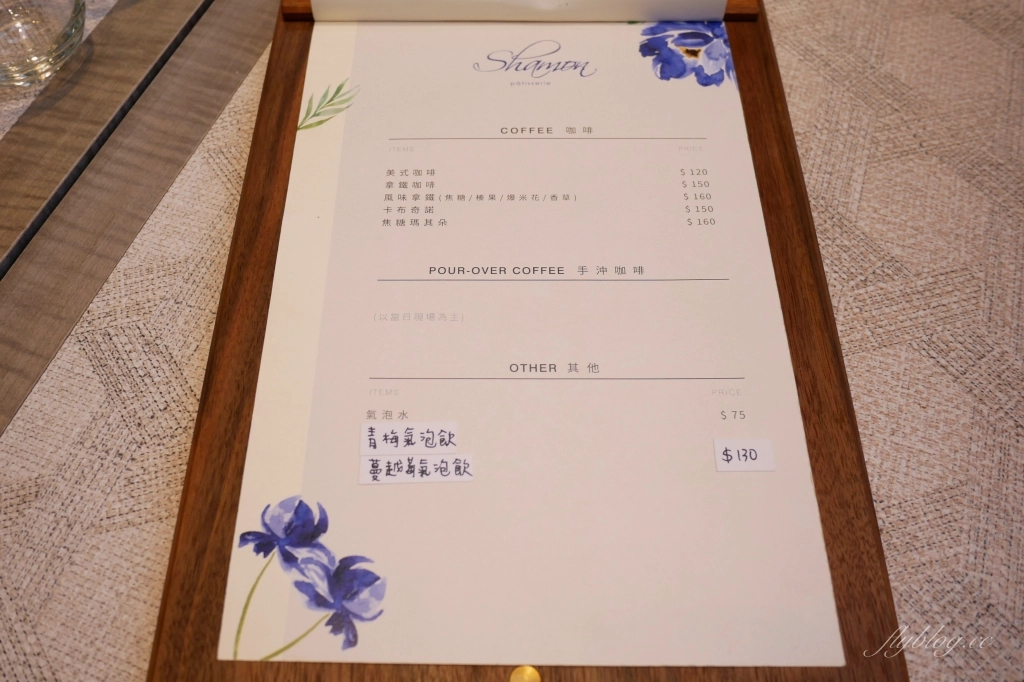 Shamon
pâtisserie
COFFEE 咖啡
ITEMS PRICE
美式咖啡 $120
拿鐵咖啡 $150
風味拿鐵(焦糖/榛果/爆米花/香草) $160
卡布奇諾 $150
焦糖瑪其朵 $160
POUR-OVER COFFEE 手沖咖啡
(以當日現場為主)
OTHER 其他
ITEMS PRICE
氣泡水 $75
青梅氣泡飲
蔓越莓氣泡飲 $130
flyblog.cc